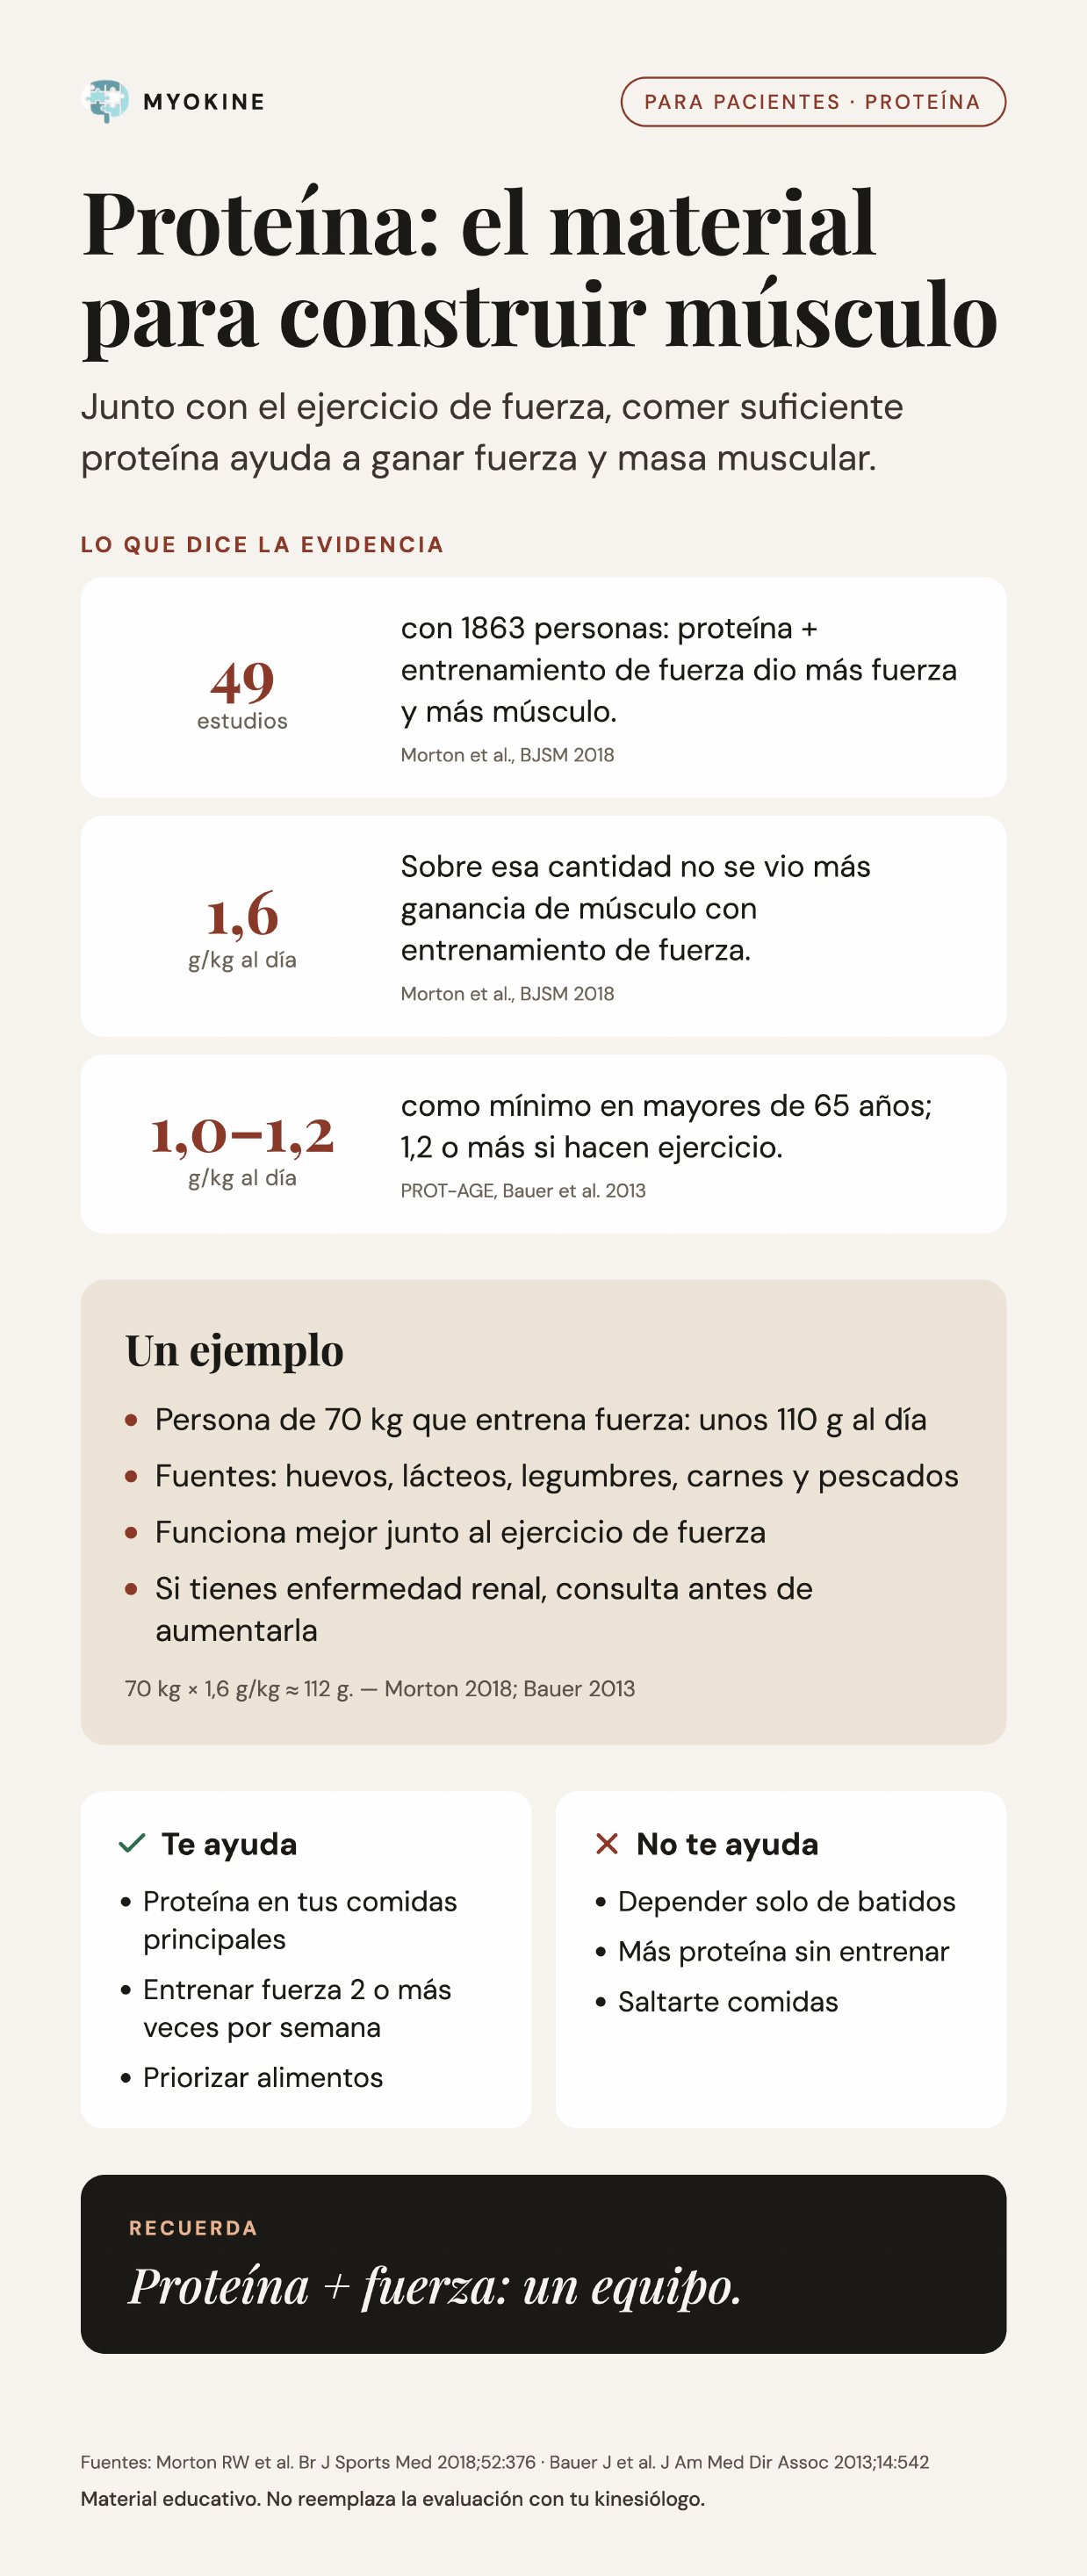 MYOKINE
PARA PACIENTES · PROTEÍNA
Proteína: el material
para construir músculo
Junto con el ejercicio de fuerza, comer suficiente
proteína ayuda a ganar fuerza y masa muscular.
LO QUE DICE LA EVIDENCIA
49
estudios
con 1863 personas: proteína +
entrenamiento de fuerza dio más fuerza
y más músculo.
Morton et al., BJSM 2018
1,6
g/kg al día
Sobre esa cantidad no se vio más
ganancia de músculo con
entrenamiento de fuerza.
Morton et al., BJSM 2018
1,0–1,2
g/kg al día
como mínimo en mayores de 65 años;
1,2 o más si hacen ejercicio.
PROT-AGE, Bauer et al. 2013
Un ejemplo
• Persona de 70 kg que entrena fuerza: unos 110 g al día
• Fuentes: huevos, lácteos, legumbres, carnes y pescados
• Funciona mejor junto al ejercicio de fuerza
• Si tienes enfermedad renal, consulta antes de
aumentarla
70 kg × 1,6 g/kg ≈ 112 g. — Morton 2018; Bauer 2013
✓ Te ayuda
• Proteína en tus comidas
principales
• Entrenar fuerza 2 o más
veces por semana
• Priorizar alimentos
✕ No te ayuda
• Depender solo de batidos
• Más proteína sin entrenar
• Saltarte comidas
RECUERDA
Proteína + fuerza: un equipo.
Fuentes: Morton RW et al. Br J Sports Med 2018;52:376 · Bauer J et al. J Am Med Dir Assoc 2013;14:542
Material educativo. No reemplaza la evaluación con tu kinesiólogo.